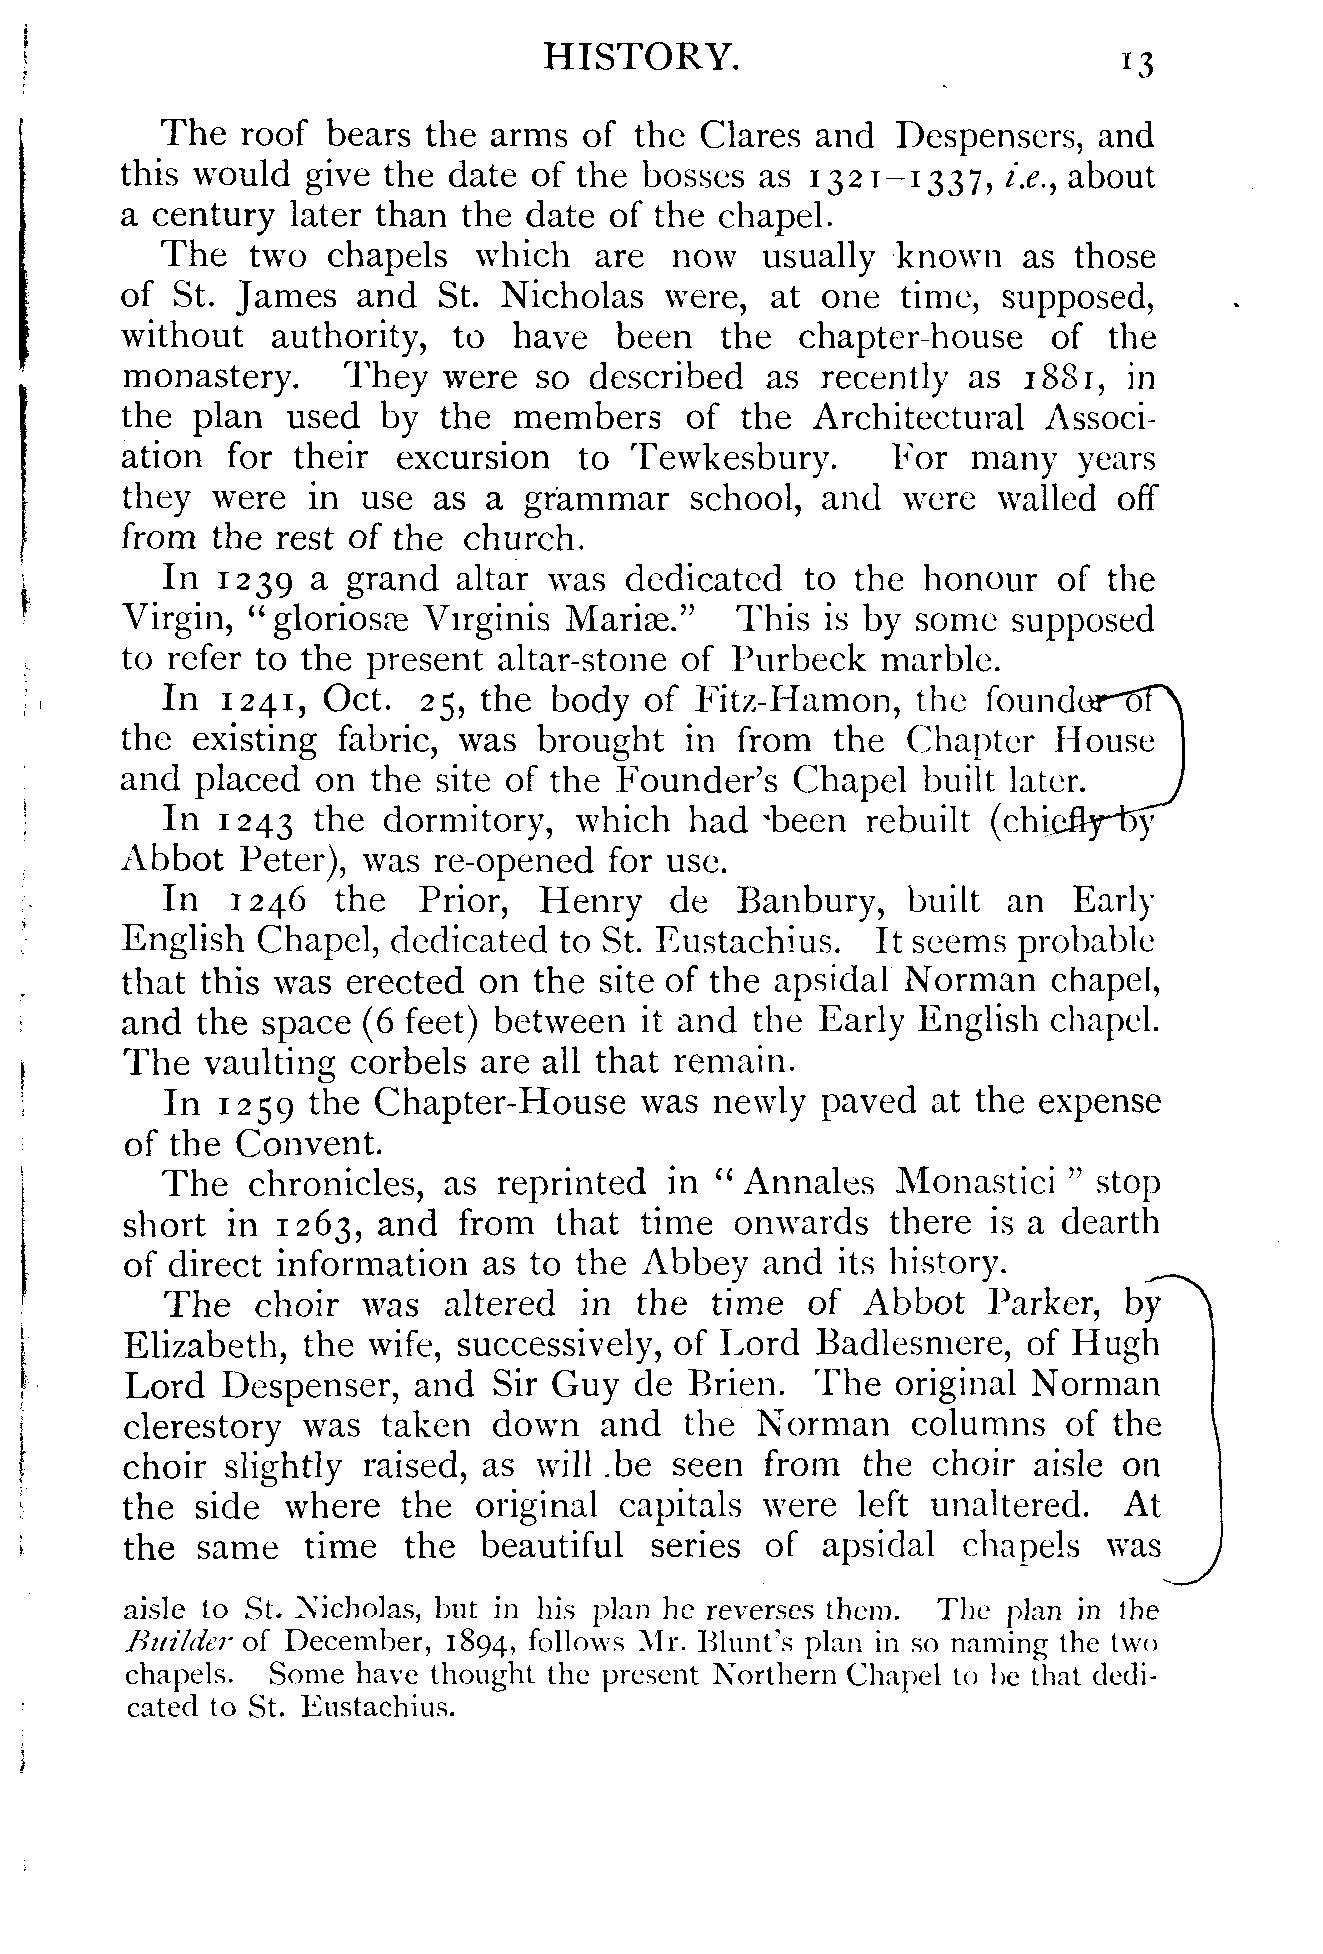 HISTORY. 13
The roof bears the arms of the Clares and Despensers, and
this would give the date of the bosses as 1321–1337, i.e., about
a century later than the date of the chapel.
The two chapels which are now usually known as those
of St. James and St. Nicholas were, at one time, supposed,
without authority, to have been the chapter-house of the
monastery. They were so described as recently as 1881, in
the plan used by the members of the Architectural Associ-
ation for their excursion to Tewkesbury. For many years
they were in use as a grammar school, and were walled off
from the rest of the church.
In 1239 a grand altar was dedicated to the honour of the
Virgin, “gloriosæ Virginis Mariæ.” This is by some supposed
to refer to the present altar-stone of Purbeck marble.
In 1241, Oct. 25, the body of Fitz-Hamon, the founder of
the existing fabric, was brought in from the Chapter House
and placed on the site of the Founder’s Chapel built later.
In 1243 the dormitory, which had been rebuilt (chiefly by
Abbot Peter), was re-opened for use.
In 1246 the Prior, Henry de Banbury, built an Early
English Chapel, dedicated to St. Eustachius. It seems probable
that this was erected on the site of the apsidal Norman chapel,
and the space (6 feet) between it and the Early English chapel.
The vaulting corbels are all that remain.
In 1259 the Chapter-House was newly paved at the expense
of the Convent.
The chronicles, as reprinted in “Annales Monastici” stop
short in 1263, and from that time onwards there is a dearth
of direct information as to the Abbey and its history.
The choir was altered in the time of Abbot Parker, by
Elizabeth, the wife, successively, of Lord Badlesmere, of Hugh
Lord Despenser, and Sir Guy de Brien. The original Norman
clerestory was taken down and the Norman columns of the
choir slightly raised, as will be seen from the choir aisle on
the side where the original capitals were left unaltered. At
the same time the beautiful series of apsidal chapels was
aisle to St. Nicholas, but in his plan he reverses them. The plan in the
Builder of December, 1894, follows Mr. Blunt’s plan in so naming the two
chapels. Some have thought the present Northern Chapel to be that dedi-
cated to St. Eustachius.